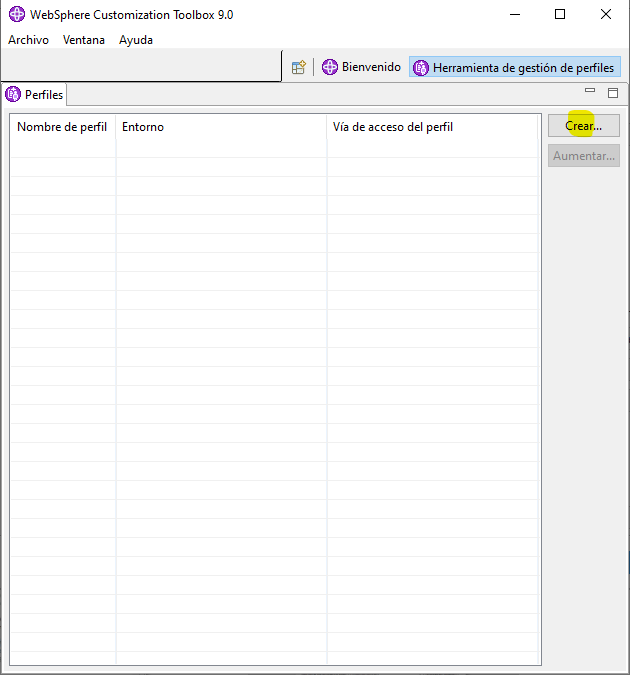 WebSphere Customization Toolbox 9.0
Archivo Ventana Ayuda
Bienvenido Herramienta de gestión de perfiles
Perfiles
Nombre de perfil Entorno Vía de acceso del perfil
Crear...
Aumentar...